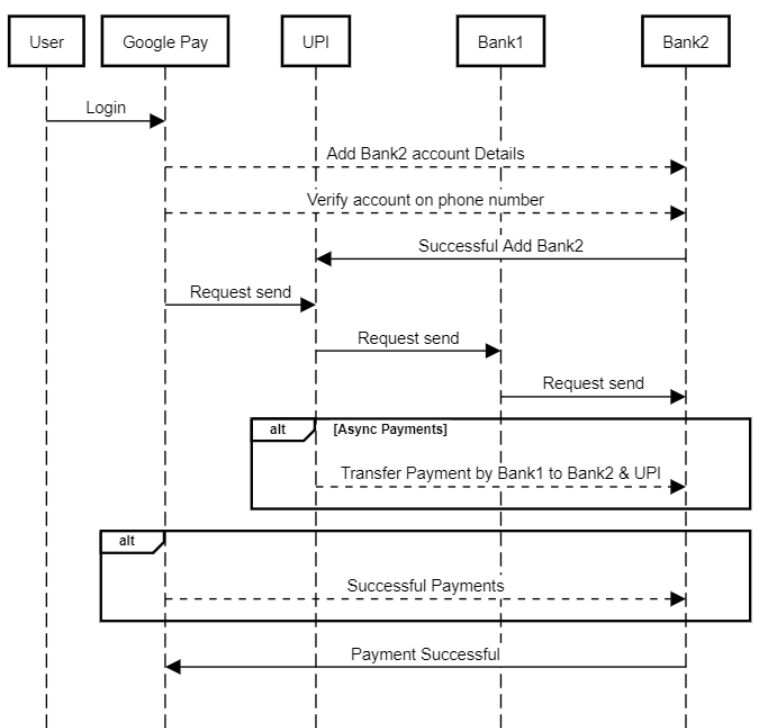 User
Google Pay
UPI
Bank1
Bank2
Login
Add Bank2 account Details
Verify account on phone number
Successful Add Bank2
Request send
Request send
Request send
alt
[Async Payments]
Transfer Payment by Bank1 to Bank2 & UPI
alt
Successful Payments
Payment Successful